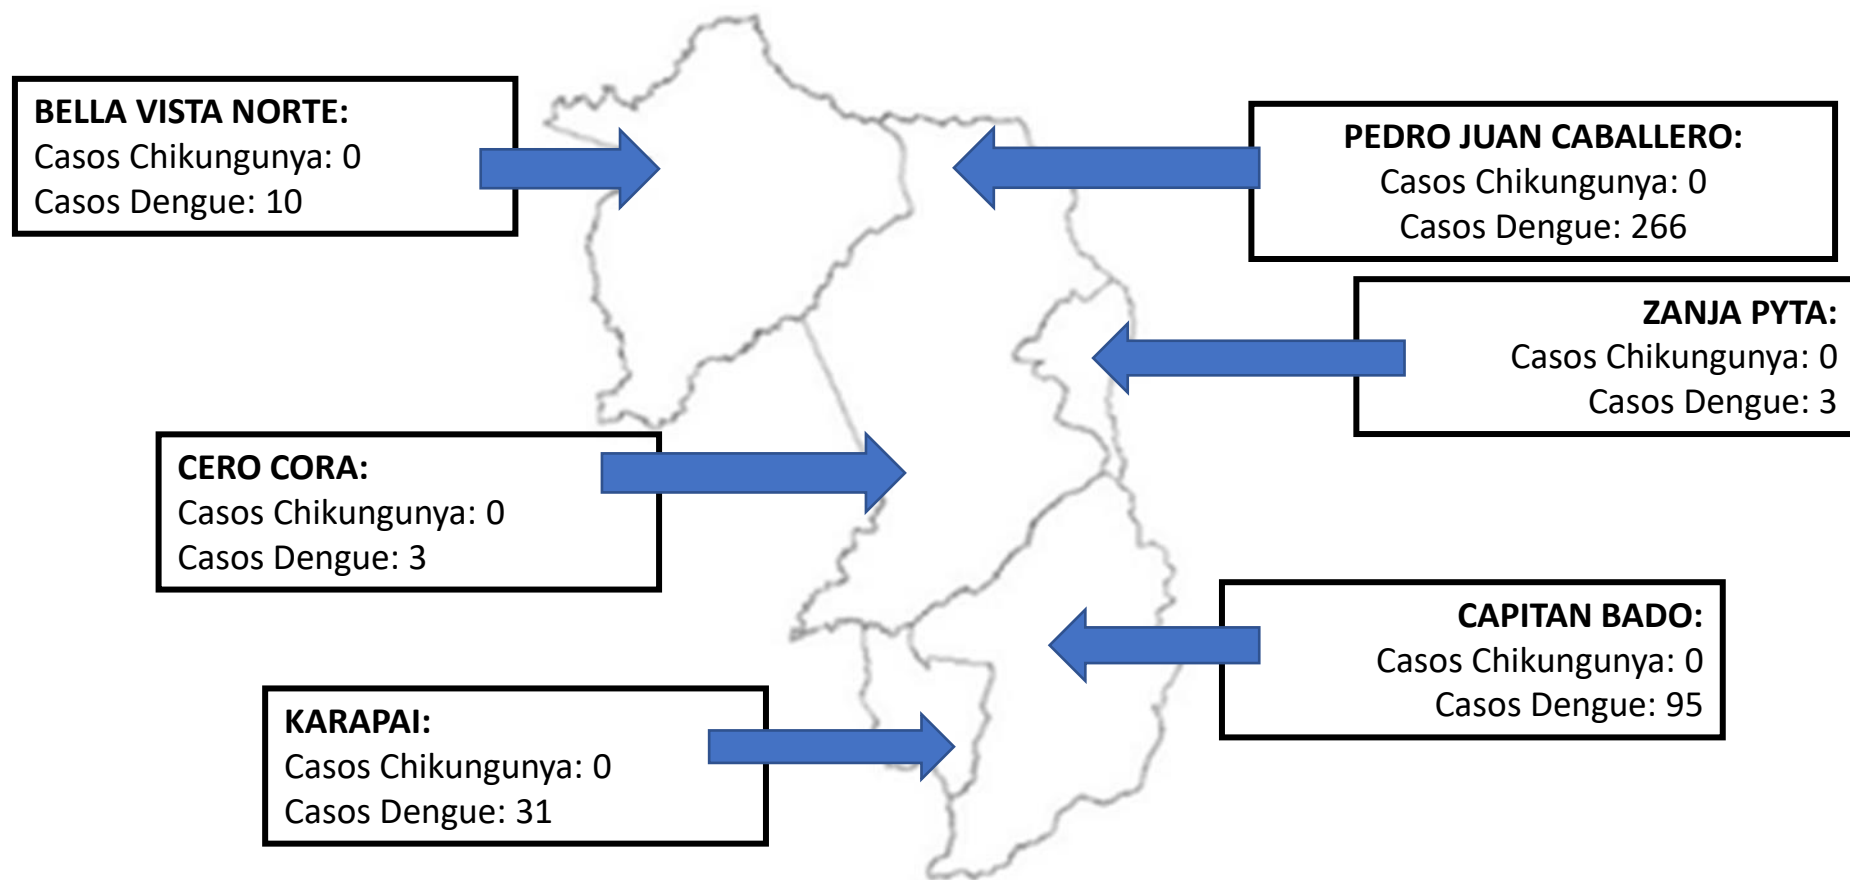 BELLA VISTA NORTE:
Casos Chikungunya: 0
Casos Dengue: 10
PEDRO JUAN CABALLERO:
Casos Chikungunya: 0
Casos Dengue: 266
ZANJA PYTA:
Casos Chikungunya: 0
Casos Dengue: 3
CERO CORA:
Casos Chikungunya: 0
Casos Dengue: 3
CAPITAN BADO:
Casos Chikungunya: 0
Casos Dengue: 95
KARAPAI:
Casos Chikungunya: 0
Casos Dengue: 31